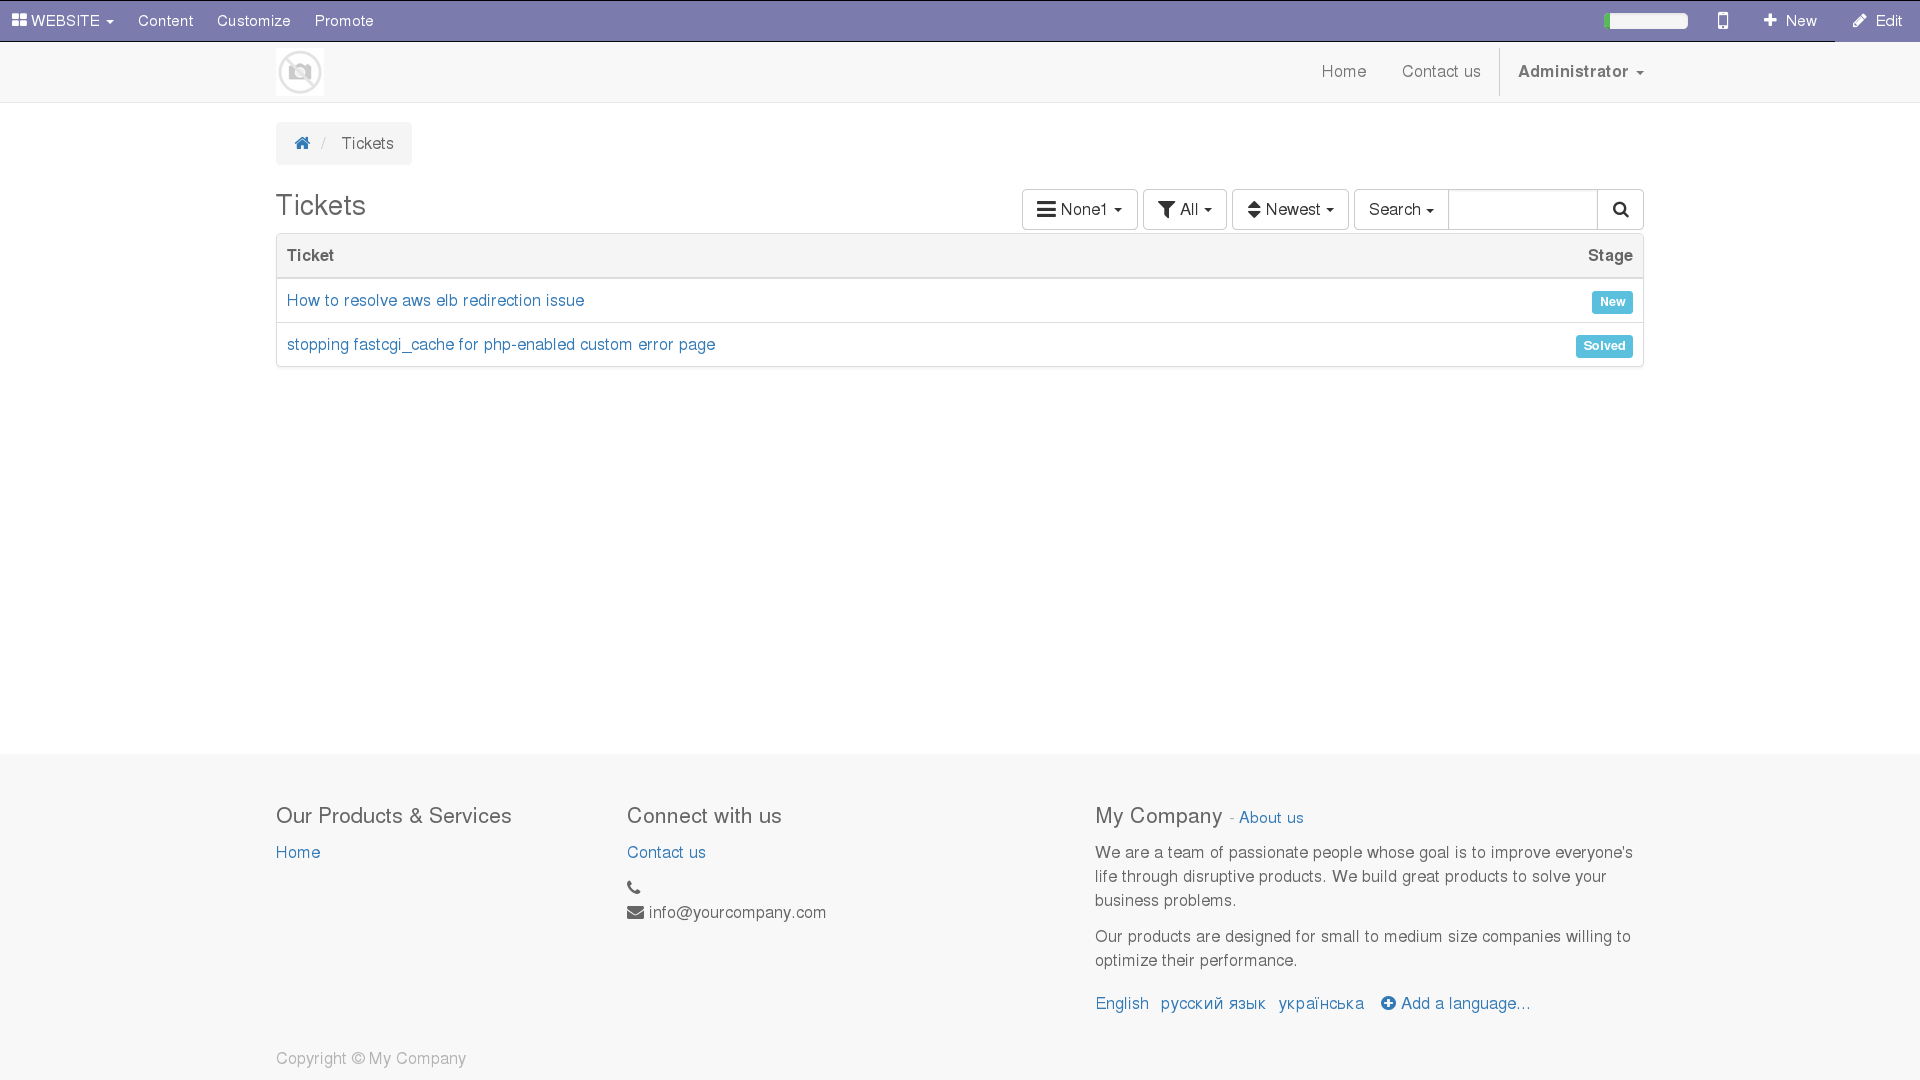 WEBSITE Content Customize Promote New Edit
Home Contact us Administrator
/ Tickets
Tickets None1 All Newest Search
Ticket Stage
How to resolve aws elb redirection issue New
stopping fastcgi_cache for php-enabled custom error page Solved
Our Products & Services
Home
Connect with us
Contact us
info@yourcompany.com
My Company - About us
We are a team of passionate people whose goal is to improve everyone's
life through disruptive products. We build great products to solve your
business problems.
Our products are designed for small to medium size companies willing to
optimize their performance.
English русский язык українська Add a language...
Copyright © My Company